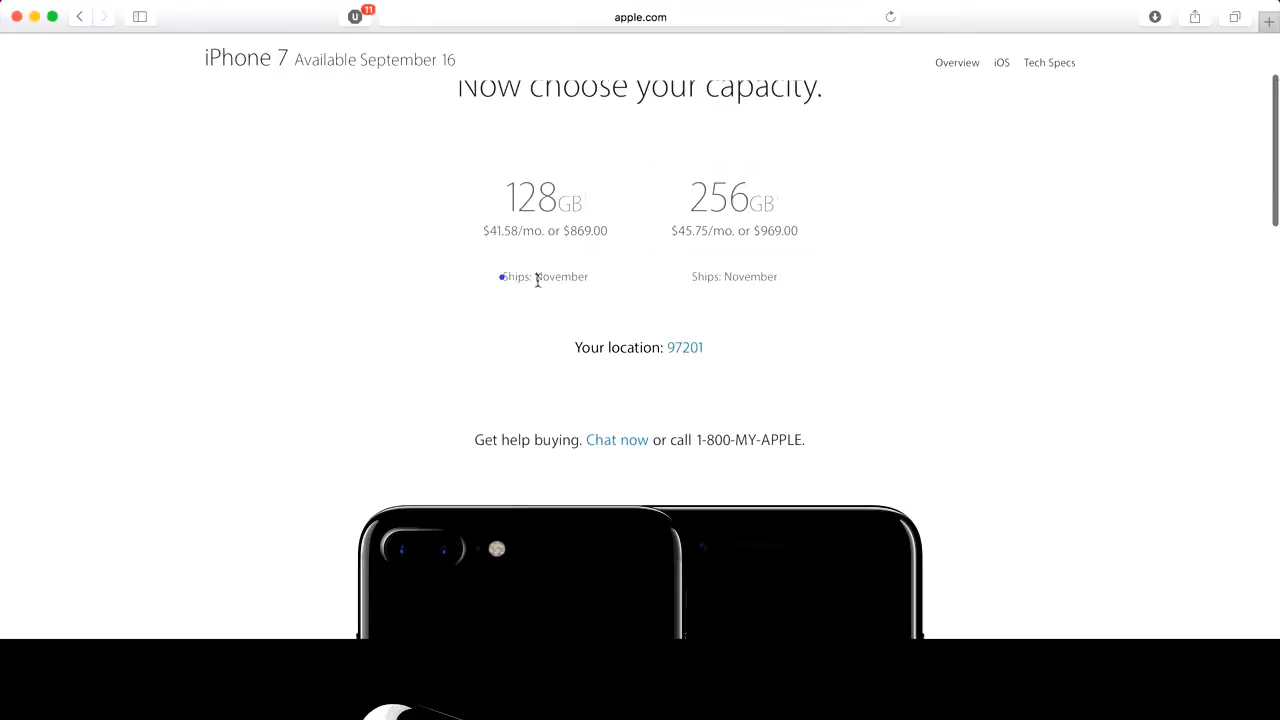 11
apple.com
iPhone 7 Available September 16
Overview iOS Tech Specs
Now choose your capacity.
128GB 256GB
$41.58/mo. or $869.00 $45.75/mo. or $969.00
Ships: November Ships: November
Your location: 97201
Get help buying. Chat now or call 1-800-MY-APPLE.